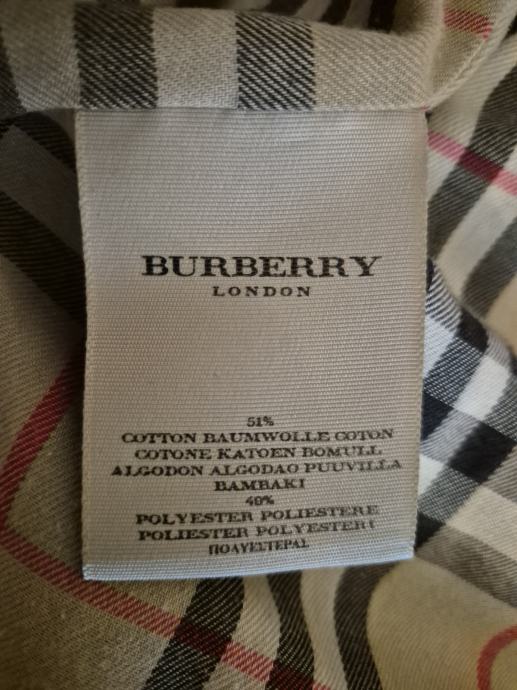 BURBERRY
LONDON
51%
COTTON BAUMWOLLE COTON
COTONE KATOEN BOMULL
ALGODON ALGODAO PUUVILLA
BAMBAKI
49%
POLYESTER POLIESTERE
POLIESTER POLYESTERI
ΠΟΛΥΕΣΤΕΡΑΣ